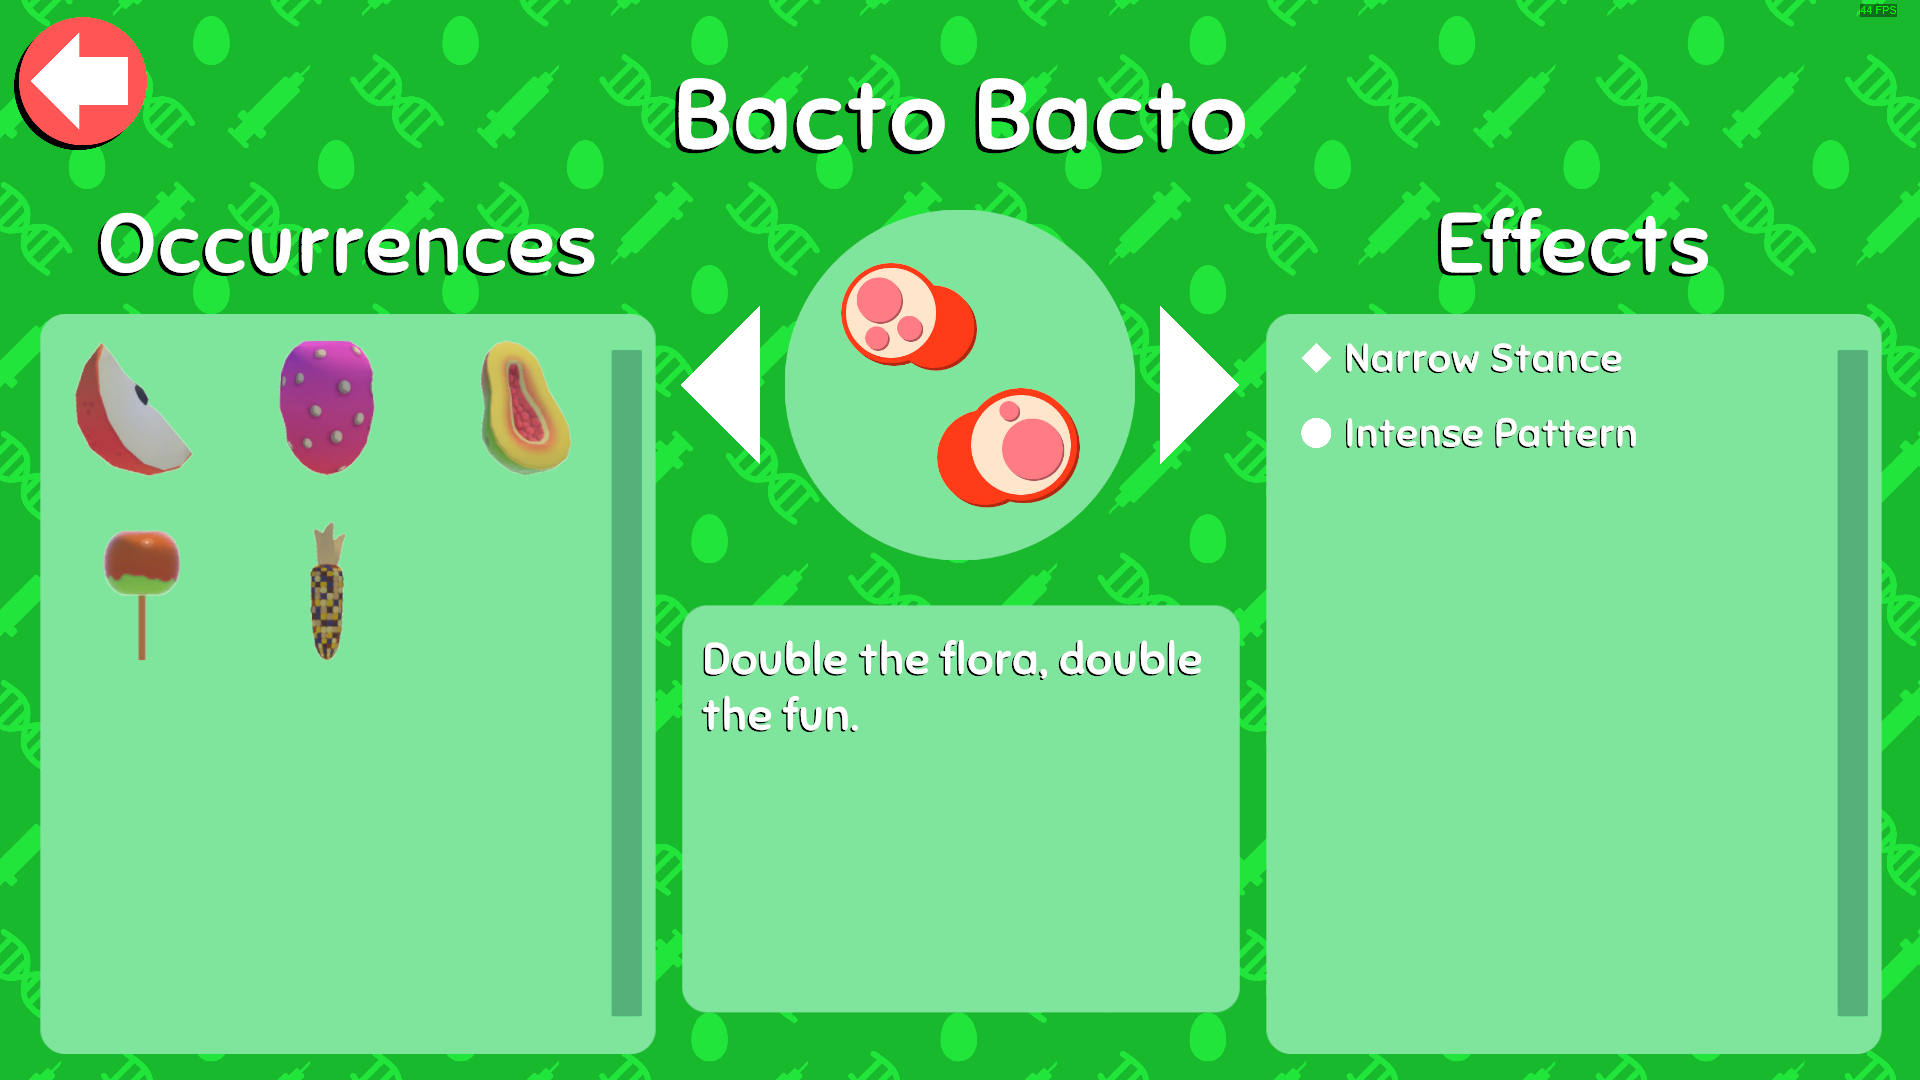 44 FPS
Bacto Bacto
Occurrences
Effects
Narrow Stance
Intense Pattern
Double the flora, double
the fun.